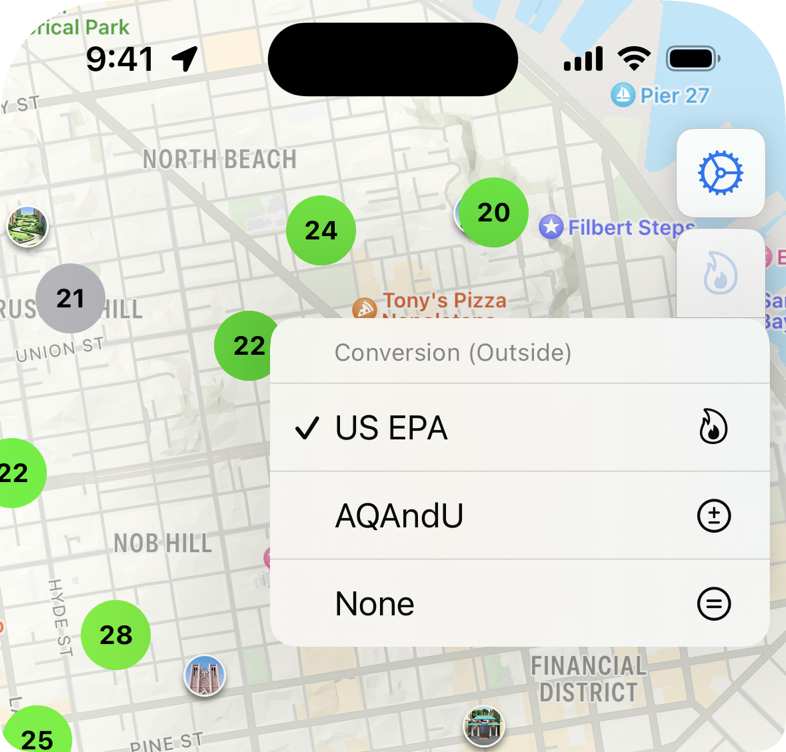 orical Park
9:41
Y ST
Pier 27
NORTH BEACH
24
20
Filbert Steps
21
RUS
HILL
Tony's Pizza
Napoletana
22
UNION ST
Conversion (Outside)
US EPA
22
AQAndU
NOB HILL
None
HYDE ST
28
FINANCIAL
DISTRICT
25
PINE ST